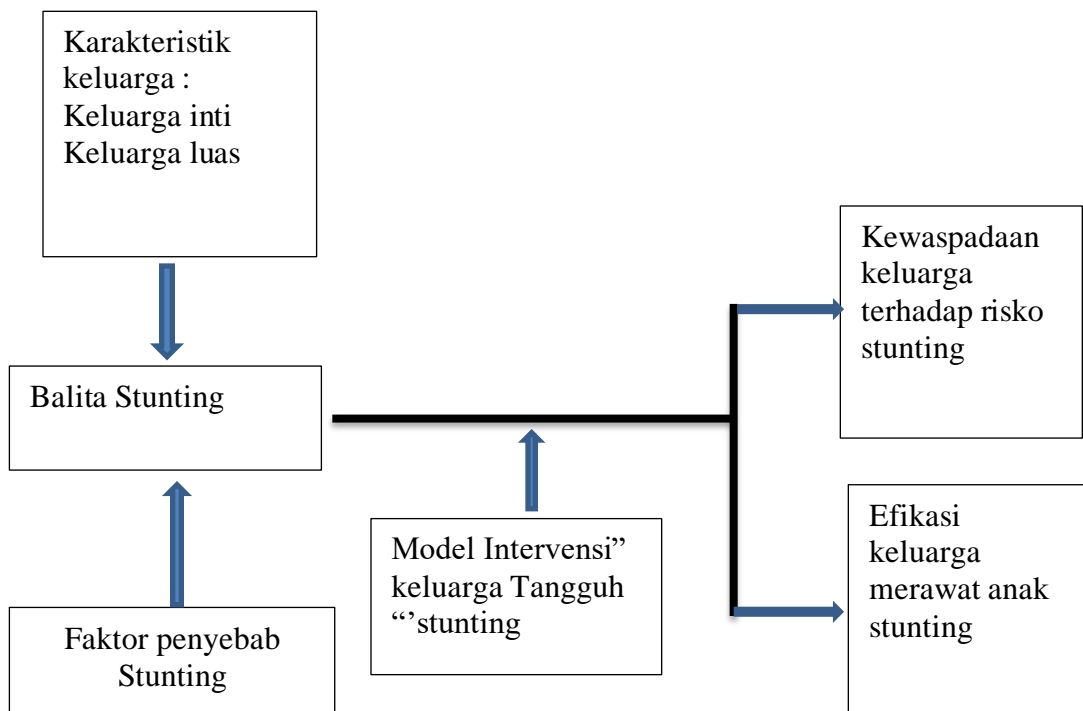 Karakteristik
keluarga :
Keluarga inti
Keluarga luas
Kewaspadaan
keluarga
terhadap risko
stunting
Balita Stunting
Model Intervensi”
keluarga Tangguh
“’stunting
Efikasi
keluarga
merawat anak
stunting
Faktor penyebab
Stunting